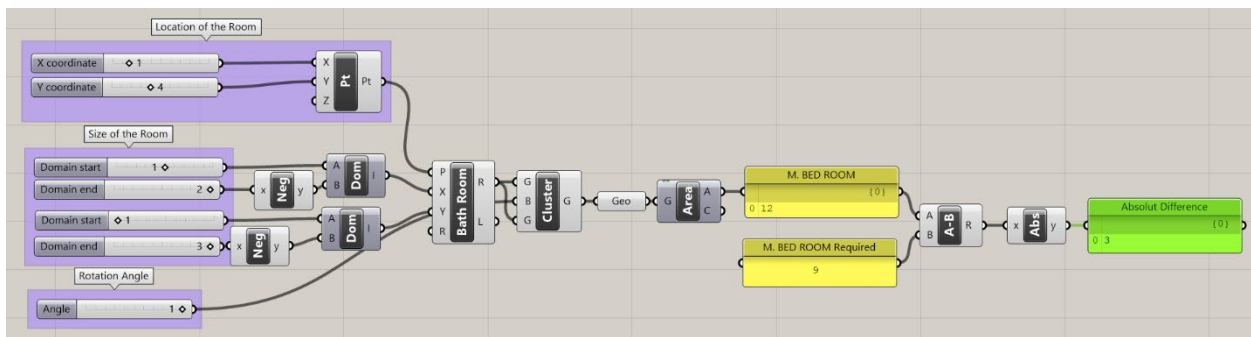 Location of the Room
X coordinate ◇ 1
Y coordinate ◇ 4
X
Y
Z
Pt
Pt
Size of the Room
Domain start 1 ◇
Domain end 2 ◇
Domain start ◇ 1
Domain end 3 ◇
x Neg y
x Neg y
A
B
Dom
I
A
B
Dom
I
Rotation Angle
Angle 1 ◇
P
X
Y
R
Bath Room
R
L
G
B
G
Cluster
G
Geo
G
Area
A
C
M. BED ROOM
{0}
0 12
M. BED ROOM Required
9
A
B
A-B
R
x Abs y
Absolut Difference
{0}
0 3